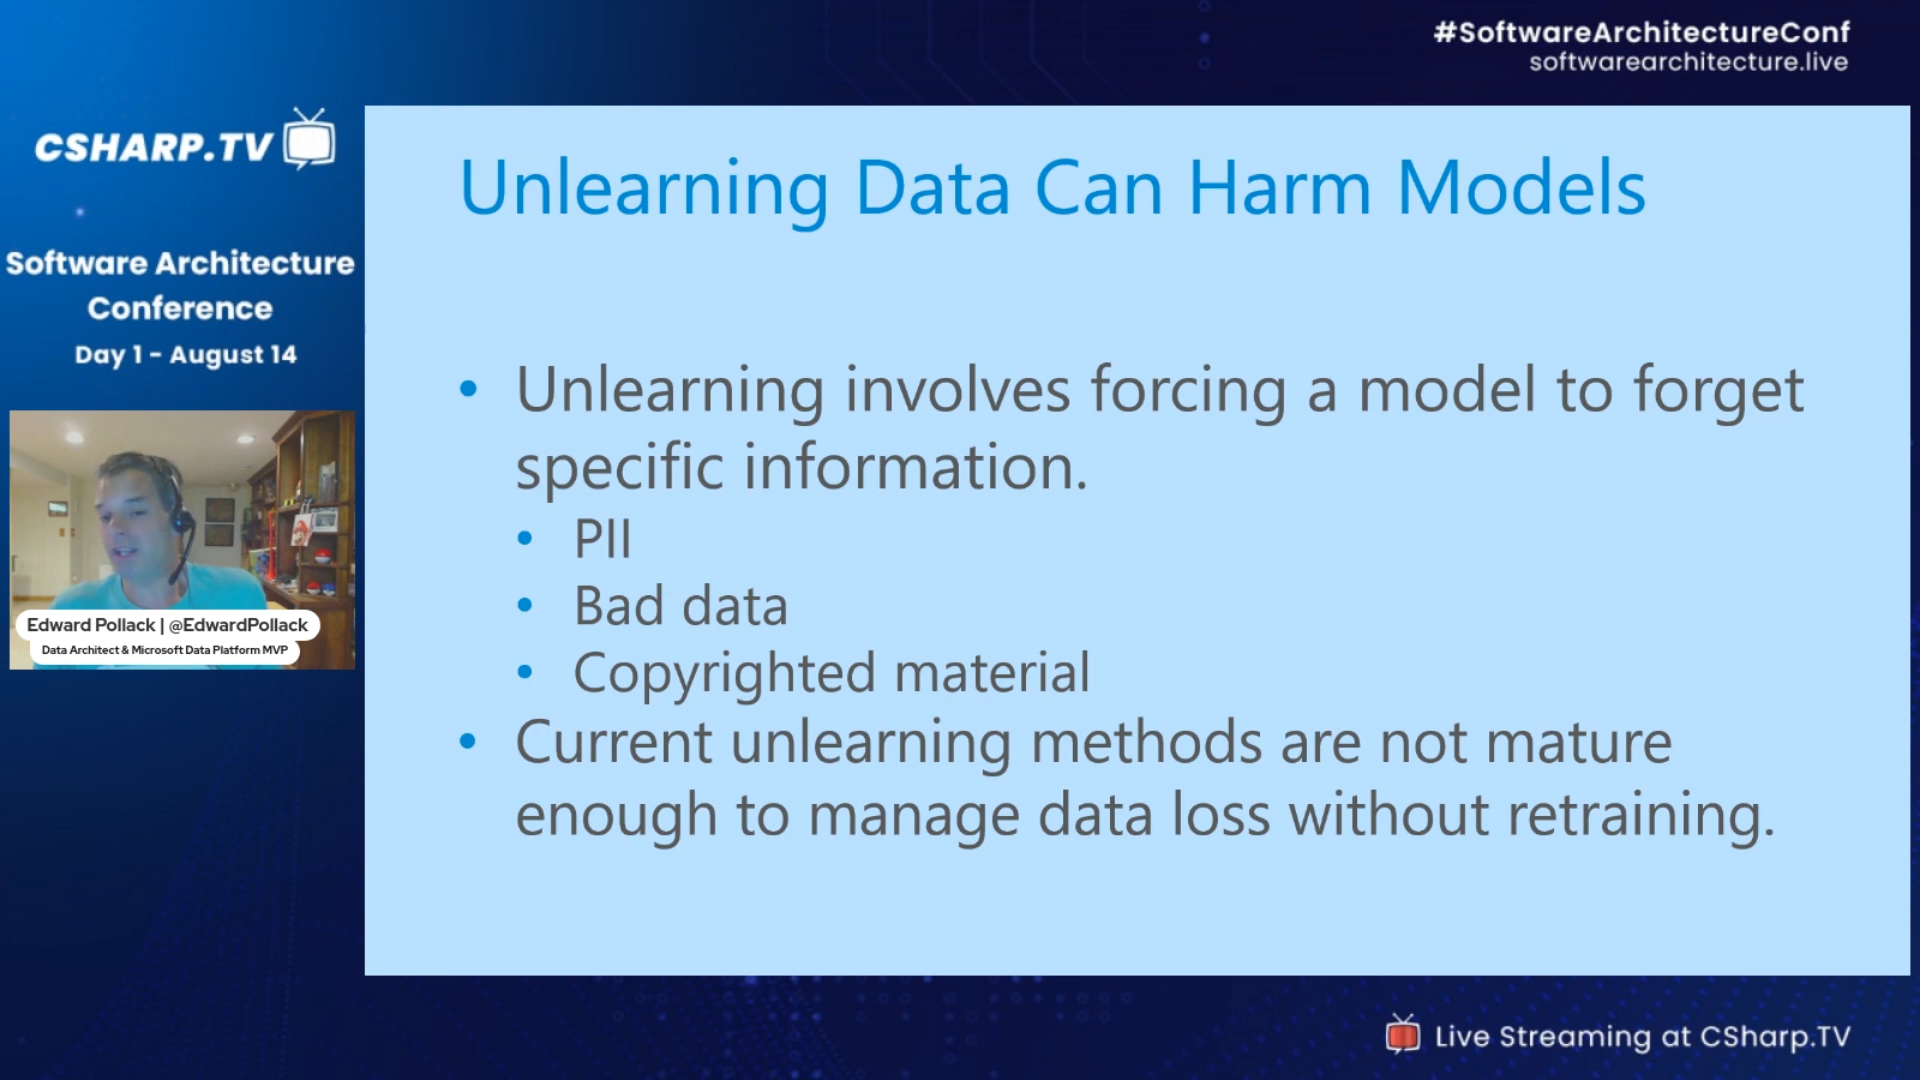 #SoftwareArchitectureConf
softwarearchitecture.live
CSHARP.TV
Software Architecture
Conference
Day 1 - August 14
Edward Pollack | @EdwardPollack
Data Architect & Microsoft Data Platform MVP
Unlearning Data Can Harm Models
• Unlearning involves forcing a model to forget
specific information.
• PII
• Bad data
• Copyrighted material
• Current unlearning methods are not mature
enough to manage data loss without retraining.
Live Streaming at CSharp.TV